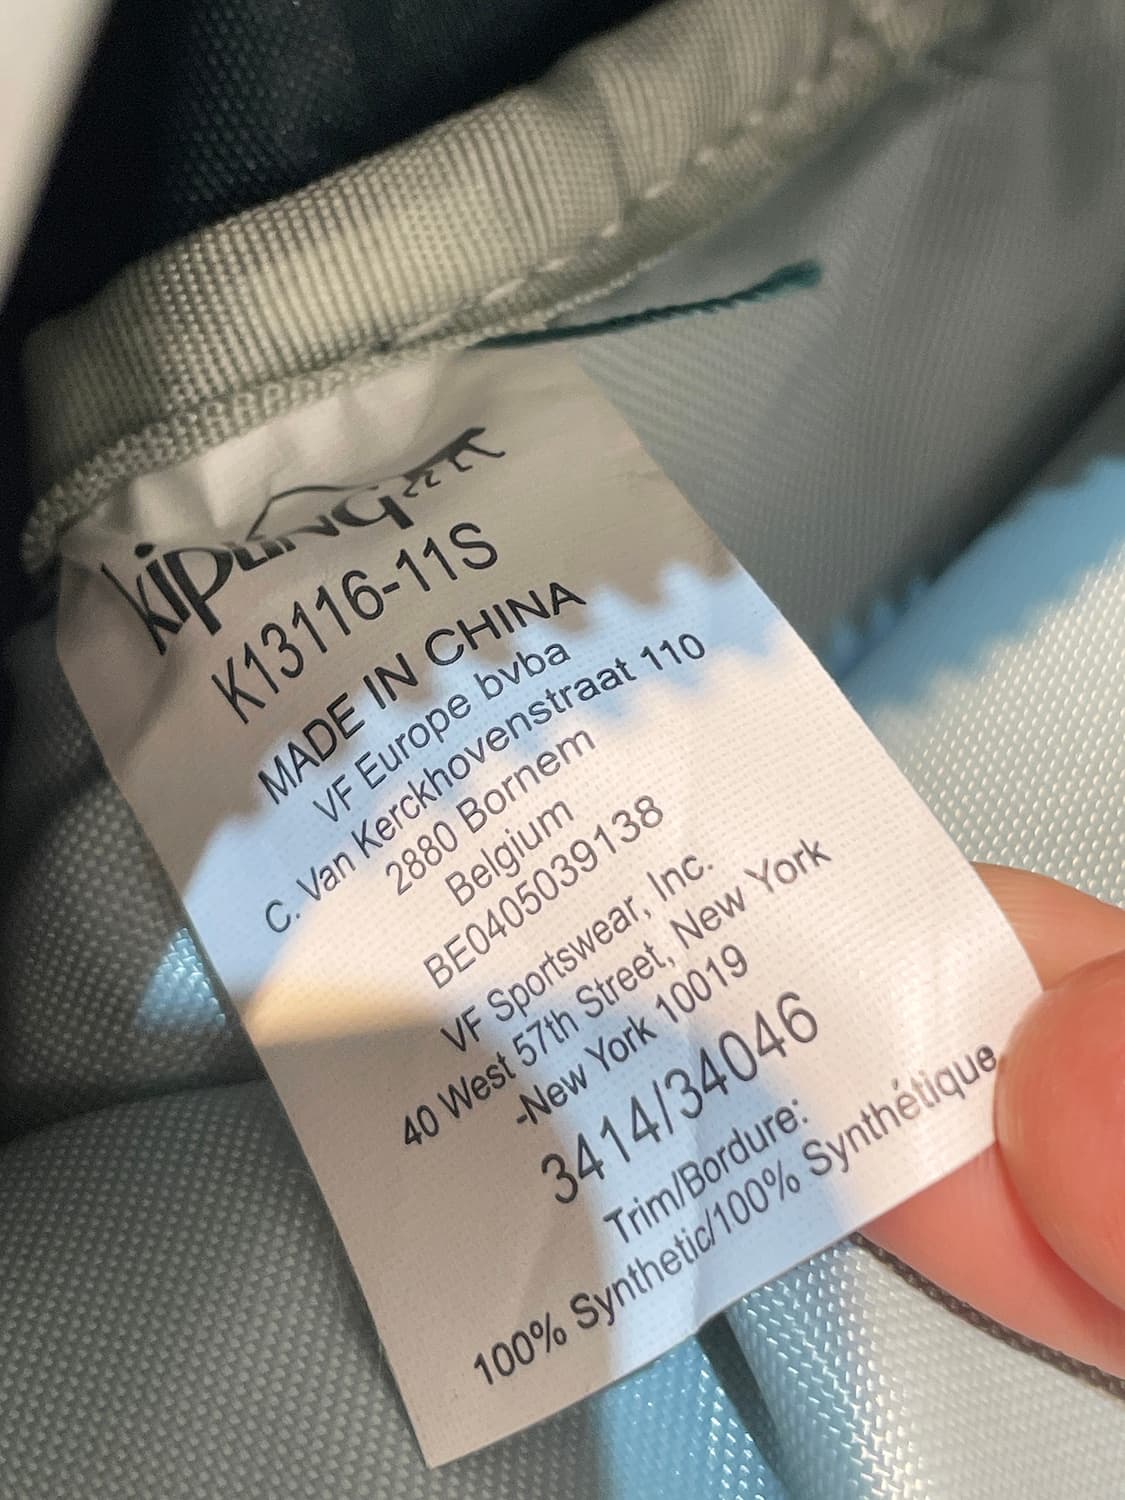 kipling
K13116-11S
MADE IN CHINA
VF Europe bvba
C. Van Kerckhovenstraat 110
2880 Bornem
Belgium
BE0405039138
VF Sportswear, Inc.
40 West 57th Street, New York
-New York 10019
3414/34046
Trim/Bordure:
100% Synthetic/100% Synthétique